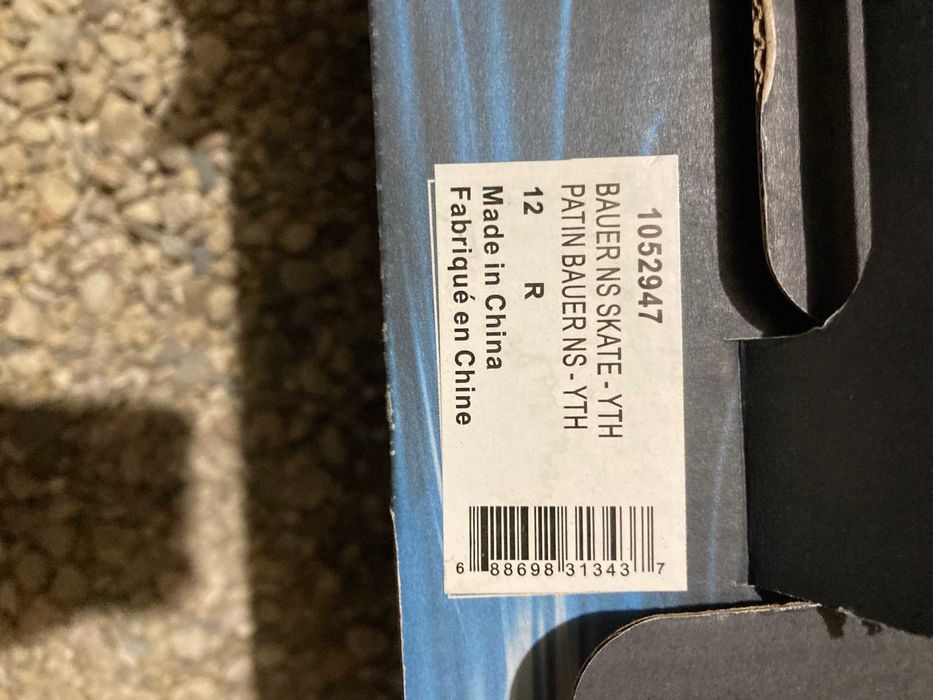 1052947
BAUER NS SKATE - YTH
PATIN BAUER NS - YTH
12 R
Made in China
Fabriqué en Chine
6 88698 31343 7